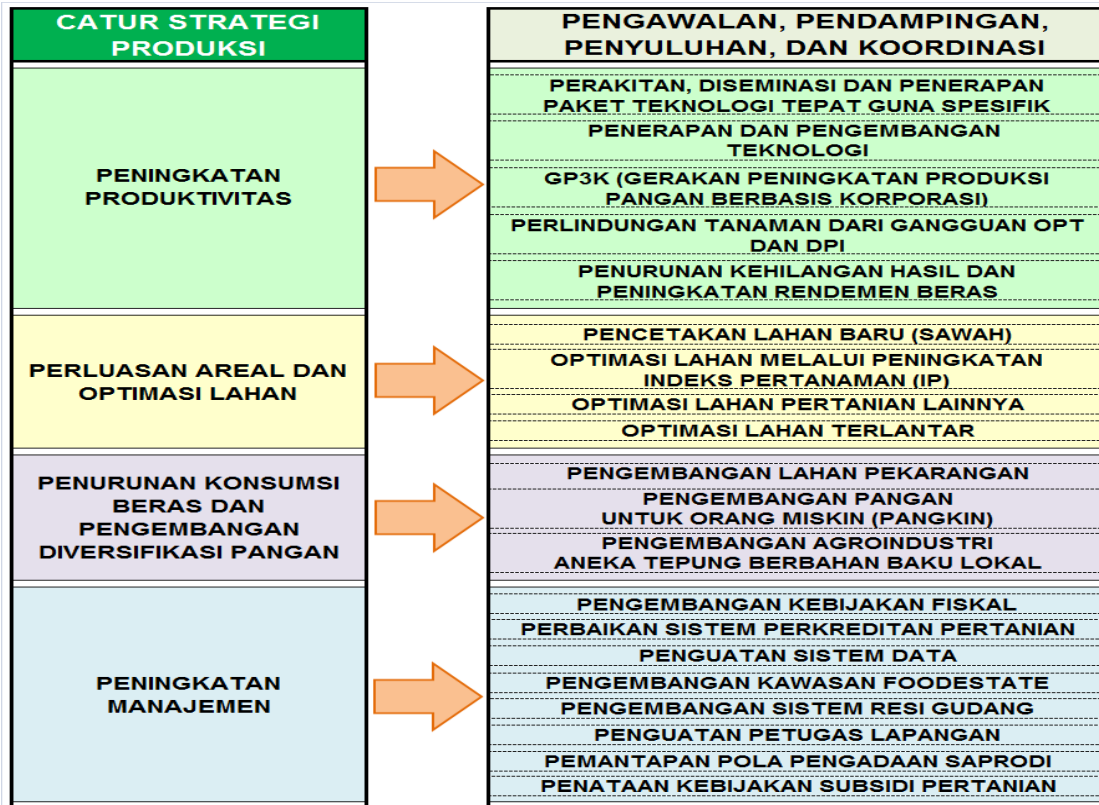 CATUR STRATEGI
PRODUKSI
PENGAWALAN, PENDAMPINGAN,
PENYULUHAN, DAN KOORDINASI
PENINGKATAN
PRODUKTIVITAS
PERAKITAN, DISEMINASI DAN PENERAPAN
PAKET TEKNOLOGI TEPAT GUNA SPESIFIK
PENERAPAN DAN PENGEMBANGAN
TEKNOLOGI
GP3K (GERAKAN PENINGKATAN PRODUKSI
PANGAN BERBASIS KORPORASI)
PERLINDUNGAN TANAMAN DARI GANGGUAN OPT
DAN DPI
PENURUNAN KEHILANGAN HASIL DAN
PENINGKATAN RENDEMEN BERAS
PERLUASAN AREAL DAN
OPTIMASI LAHAN
PENCETAKAN LAHAN BARU (SAWAH)
OPTIMASI LAHAN MELALUI PENINGKATAN
INDEKS PERTANAMAN (IP)
OPTIMASI LAHAN PERTANIAN LAINNYA
OPTIMASI LAHAN TERLANTAR
PENURUNAN KONSUMSI
BERAS DAN
PENGEMBANGAN
DIVERSIFIKASI PANGAN
PENGEMBANGAN LAHAN PEKARANGAN
PENGEMBANGAN PANGAN
UNTUK ORANG MISKIN (PANGKIN)
PENGEMBANGAN AGROINDUSTRI
ANEKA TEPUNG BERBAHAN BAKU LOKAL
PENINGKATAN
MANAJEMEN
PENGEMBANGAN KEBIJAKAN FISKAL
PERBAIKAN SISTEM PERKREDITAN PERTANIAN
PENGUATAN SISTEM DATA
PENGEMBANGAN KAWASAN FOODESTATE
PENGEMBANGAN SISTEM RESI GUDANG
PENGUATAN PETUGAS LAPANGAN
PEMANTAPAN POLA PENGADAAN SAPRODI
PENATAAN KEBIJAKAN SUBSIDI PERTANIAN